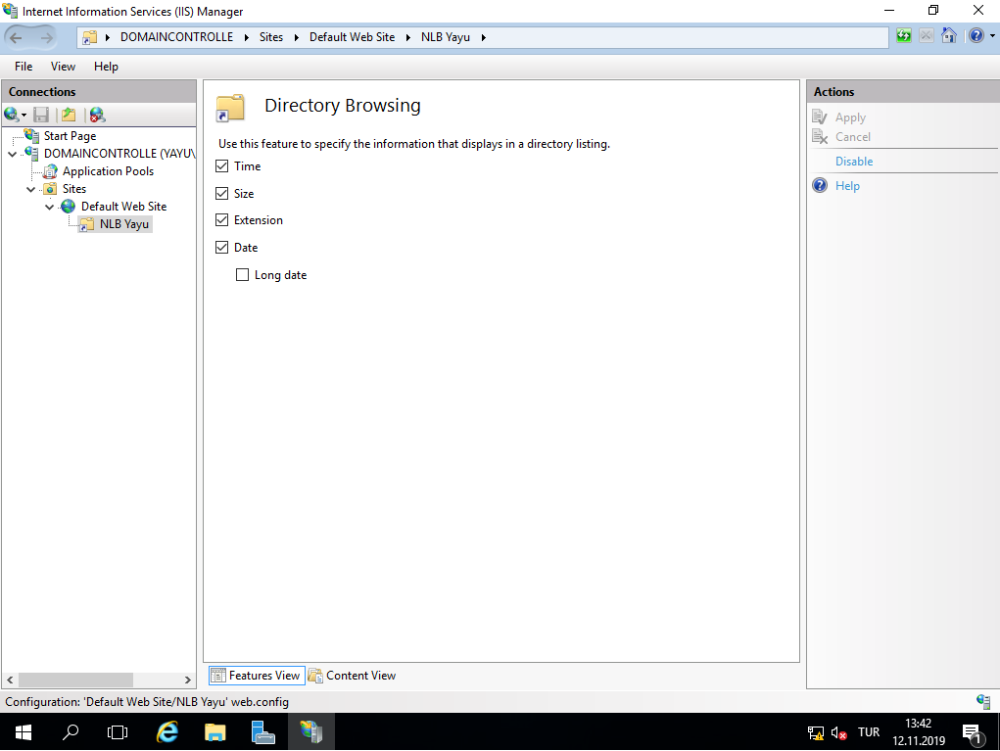 Internet Information Services (IIS) Manager
DOMAINCONTROLLE Sites Default Web Site NLB Yayu
File View Help
Connections
Start Page
DOMAINCONTROLLE (YAYU\
Application Pools
Sites
Default Web Site
NLB Yayu
Directory Browsing
Use this feature to specify the information that displays in a directory listing.
Time
Size
Extension
Date
Long date
Features View Content View
Actions
Apply
Cancel
Disable
Help
Configuration: 'Default Web Site/NLB Yayu' web.config
TUR
13:42
12.11.2019
1